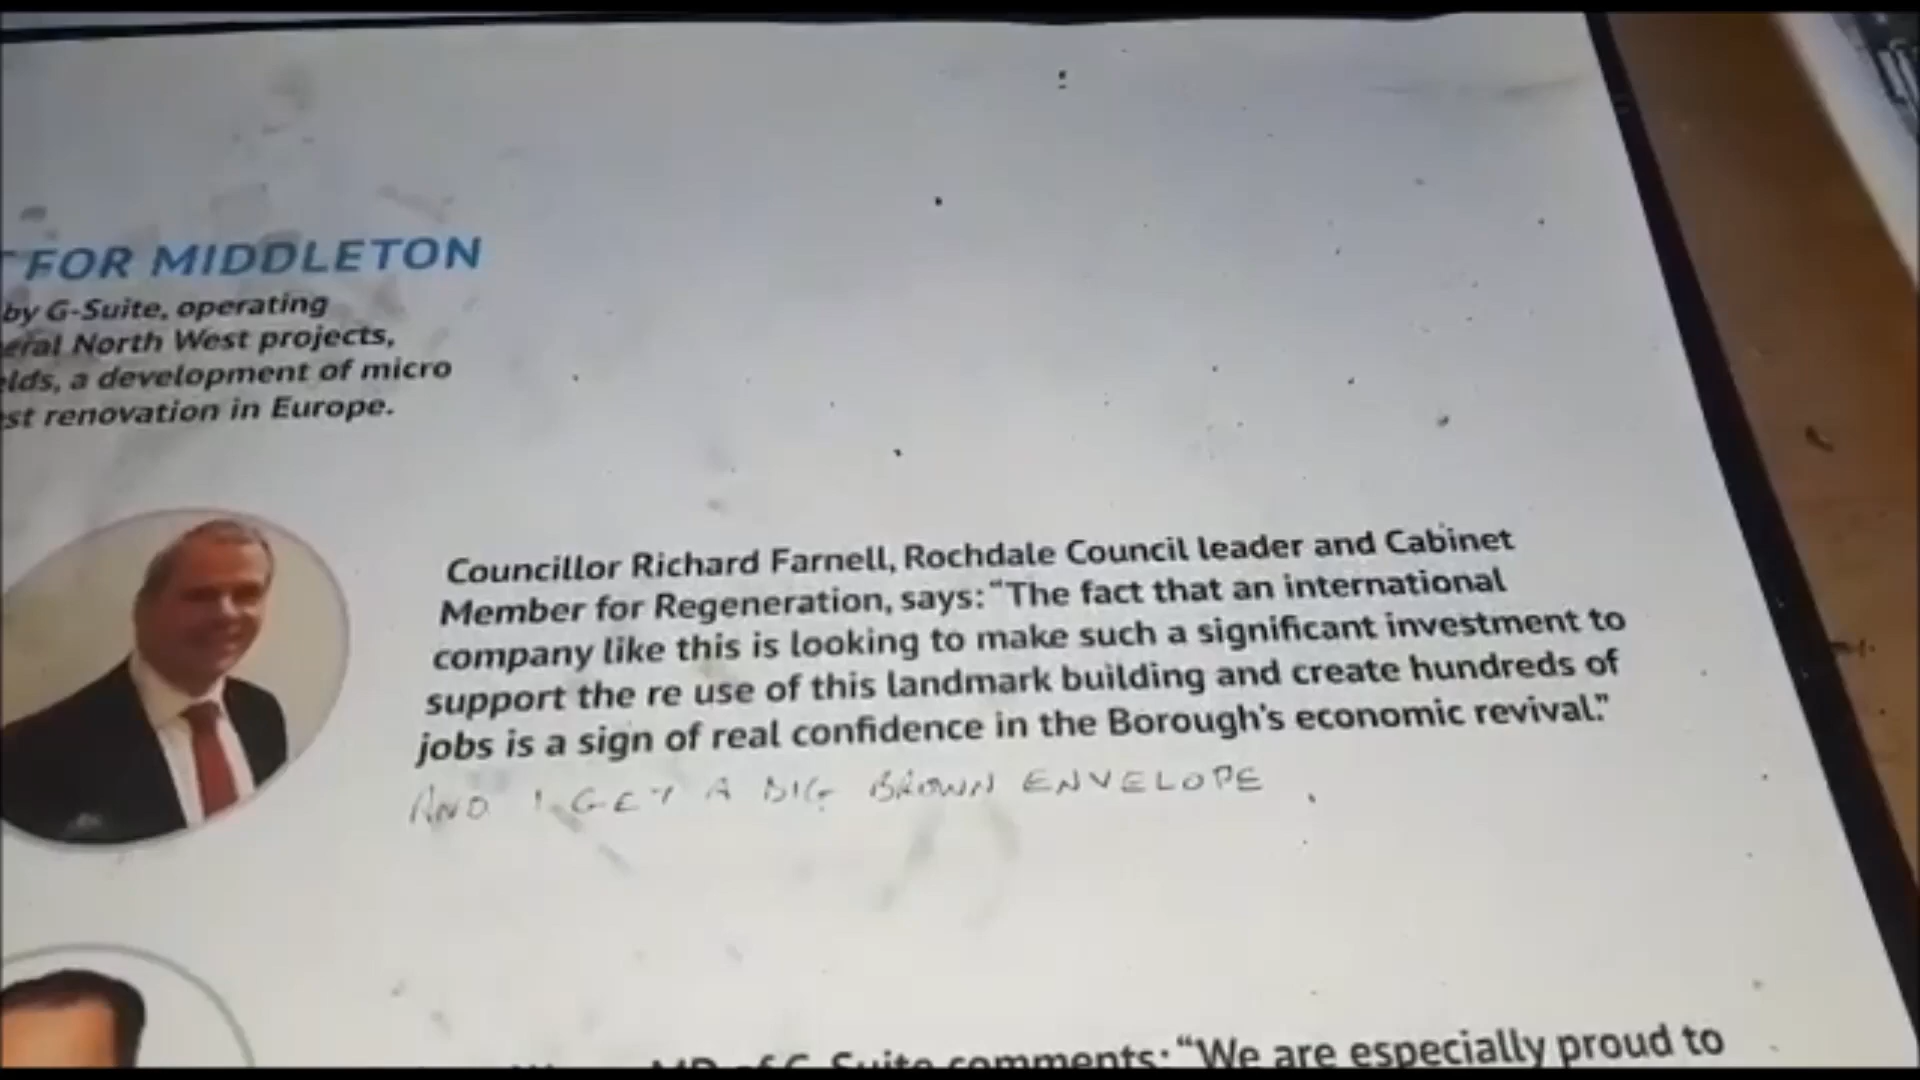 FOR MIDDLETON
by G-Suite, operating
North West projects,
a development of micro
renovation in Europe.
Councillor Richard Farnell, Rochdale Council leader and Cabinet
Member for Regeneration, says: “The fact that an international
company like this is looking to make such a significant investment to
support the re use of this landmark building and create hundreds of
jobs is a sign of real confidence in the Borough's economic revival.”
AND I GET A BIG BROWN ENVELOPE
MD of G-Suite comments: “We are especially proud to